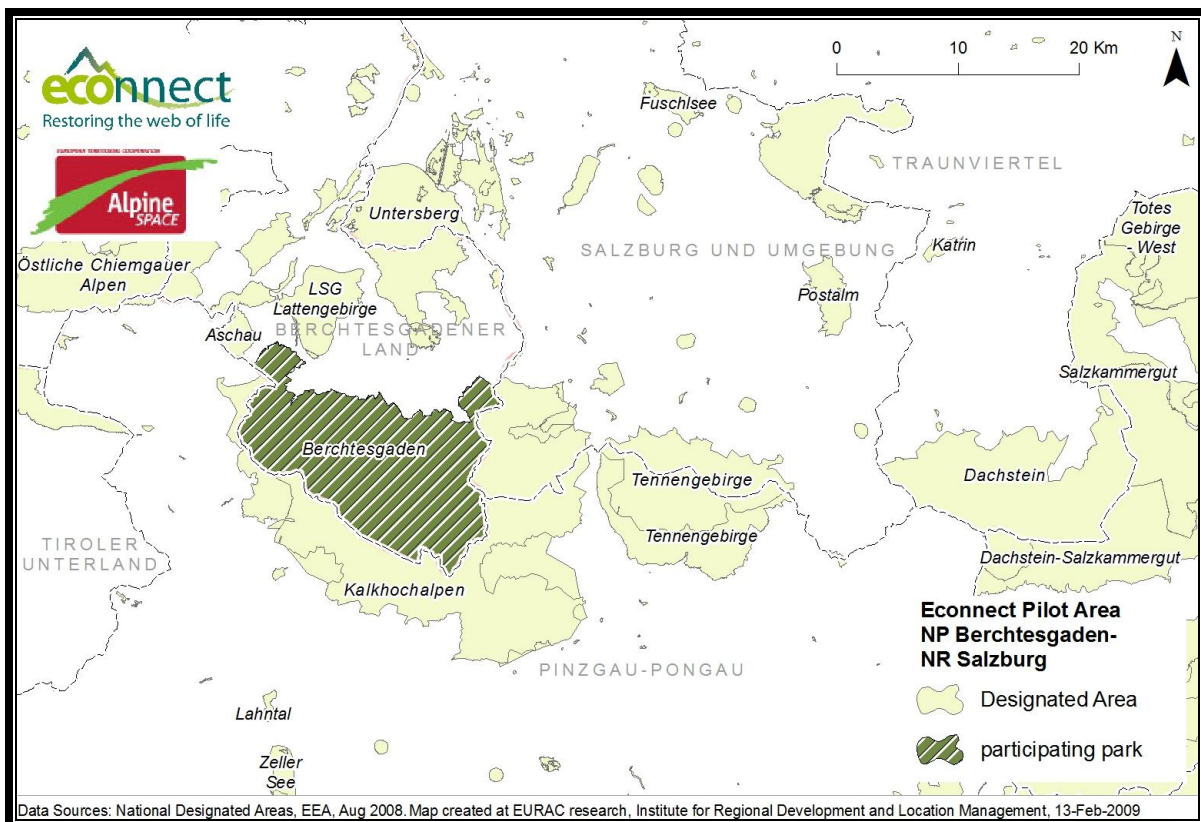 econnect
Restoring the web of life
EUROPEAN TERRITORIAL COOPERATION
Alpine
SPACE
0 10 20 Km
N
Fuschlsee
TRAUNVIERTEL
Untersberg
Totes
Gebirge
- West
SALZBURG UND UMGEBUNG
Katrin
Östliche Chiemgauer
Alpen
LSG
Lattengebirge
Postalm
Aschau
BERCHTESGADENER
LAND
Salzkammergut
Berchtesgaden
Tennengebirge
Dachstein
Tennengebirge
TIROLER
UNTERLAND
Dachstein-Salzkammergut
Kalkhochalpen
PINZGAU-PONGAU
Lahntal
Zeller
See
Econnect Pilot Area
NP Berchtesgaden-
NR Salzburg
Designated Area
participating park
Data Sources: National Designated Areas, EEA, Aug 2008. Map created at EURAC research, Institute for Regional Development and Location Management, 13-Feb-2009